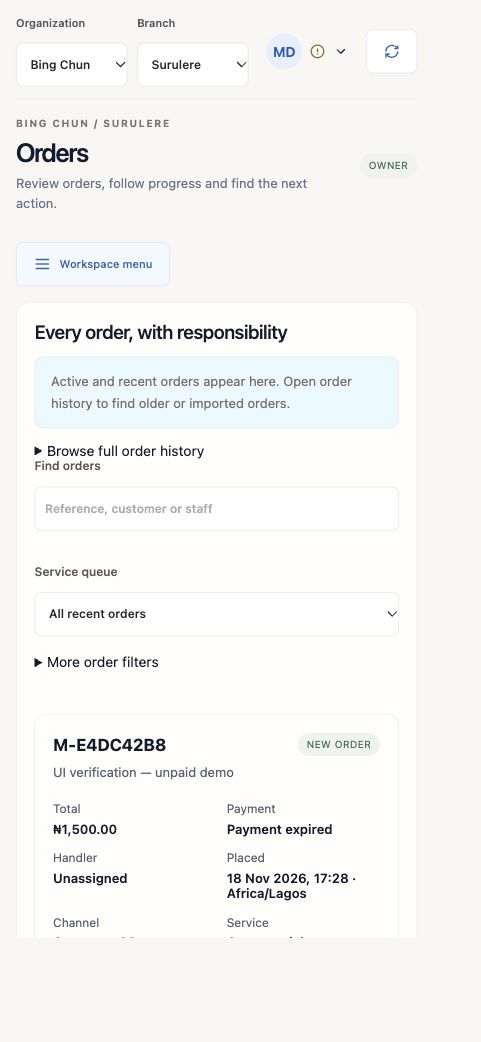 Organization
Branch
Bing Chun
Surulere
MD
BING CHUN / SURULERE
Orders
OWNER
Review orders, follow progress and find the next
action.
Workspace menu
Every order, with responsibility
Active and recent orders appear here. Open order
history to find older or imported orders.
Browse full order history
Find orders
Reference, customer or staff
Service queue
All recent orders
More order filters
M-E4DC42B8
NEW ORDER
UI verification — unpaid demo
Total
Payment
₦1,500.00
Payment expired
Handler
Placed
Unassigned
18 Nov 2026, 17:28 ·
Africa/Lagos
Channel
Service